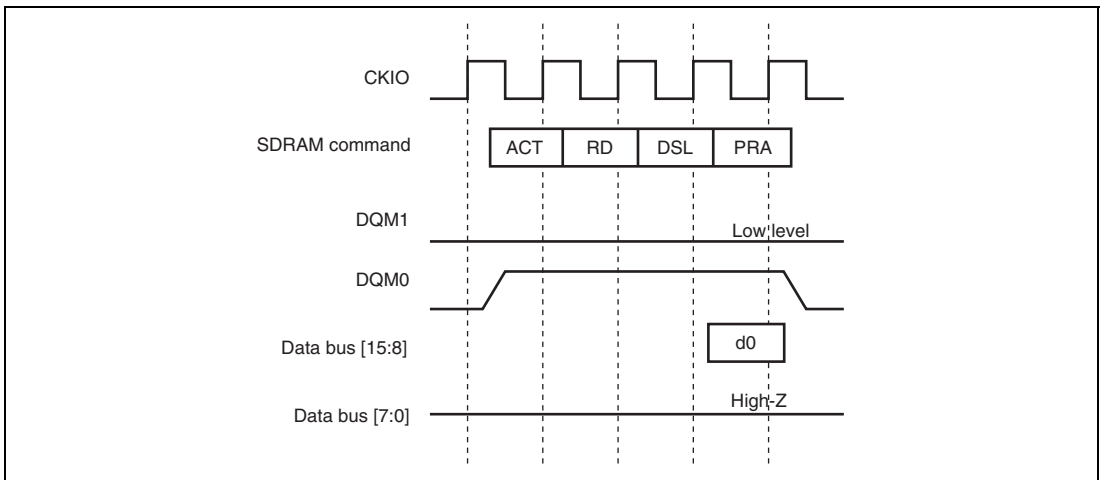 CKIO
SDRAM command
ACT RD DSL PRA
DQM1
Low level
DQM0
d0
Data bus [15:8]
High-Z
Data bus [7:0]